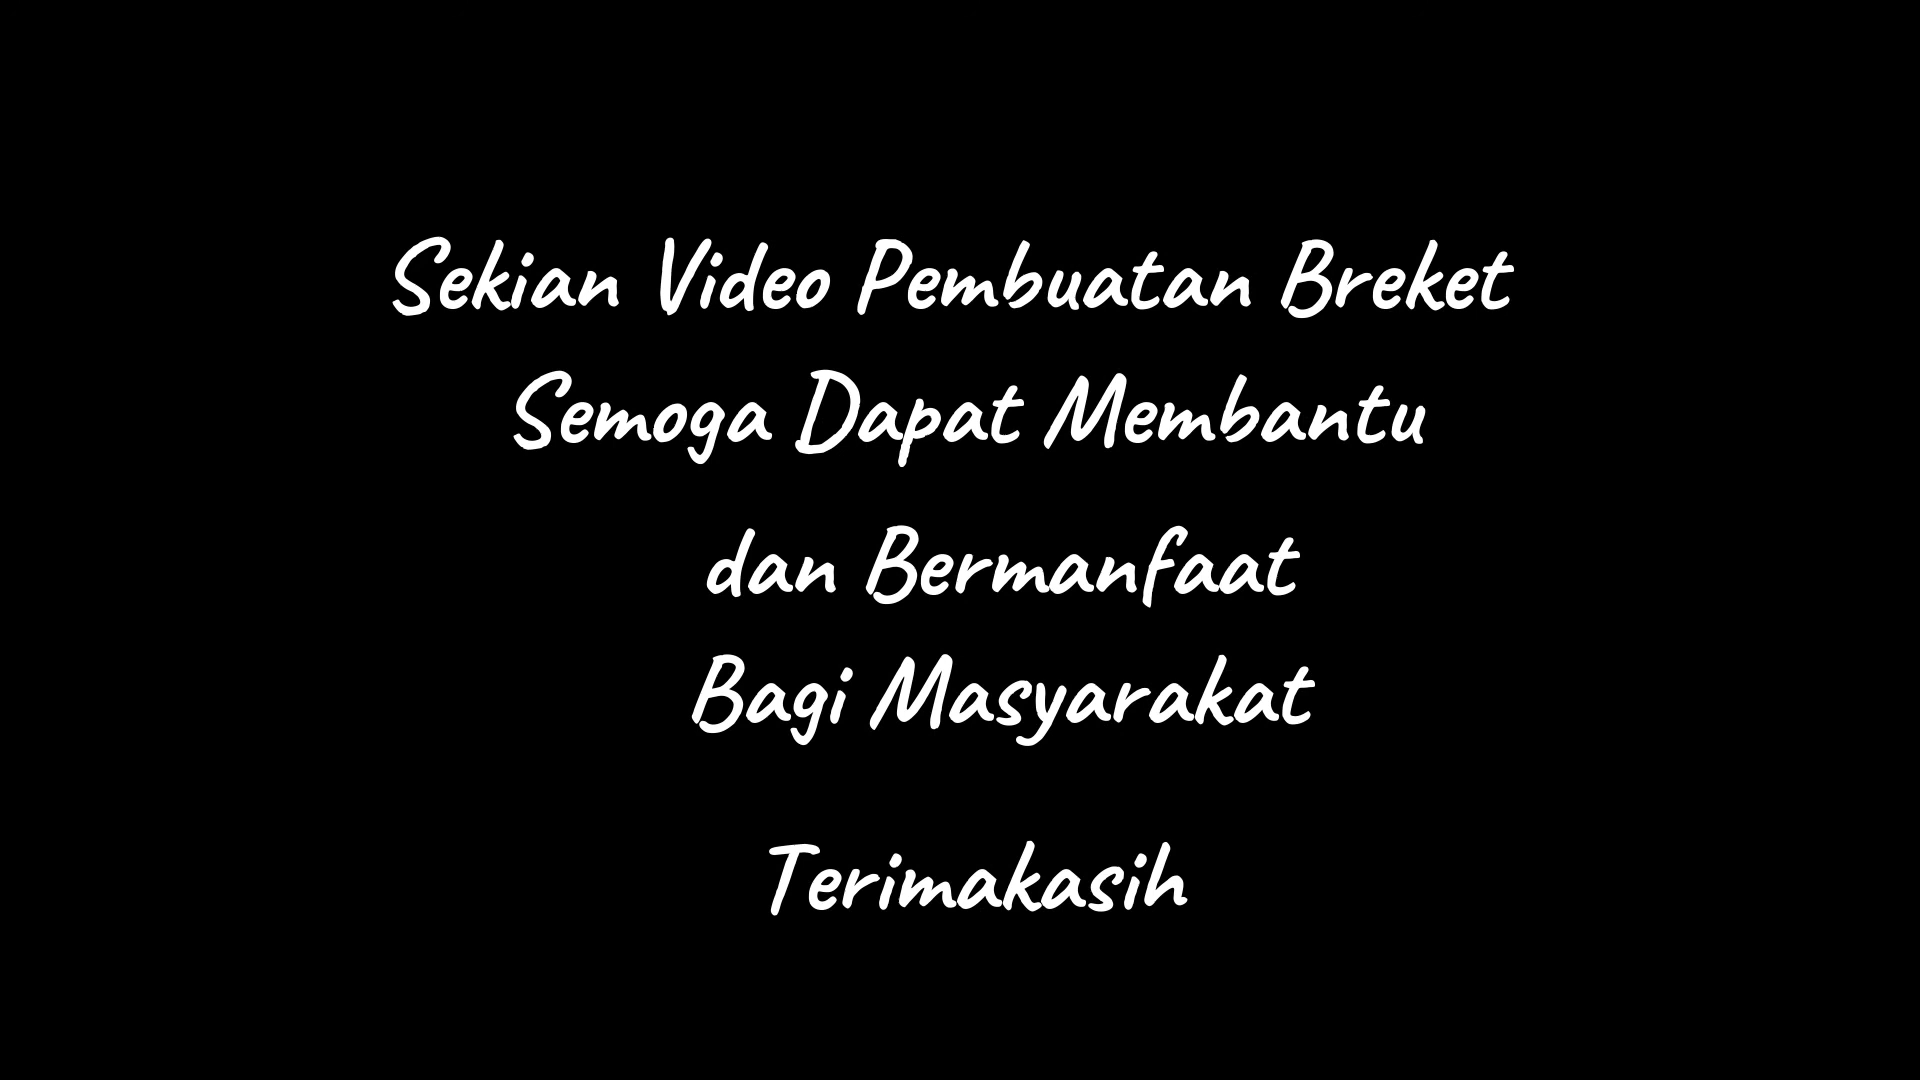 Sekian Video Pembuatan Breket
Semoga Dapat Membantu
dan Bermanfaat
Bagi Masyarakat
Terimakasih